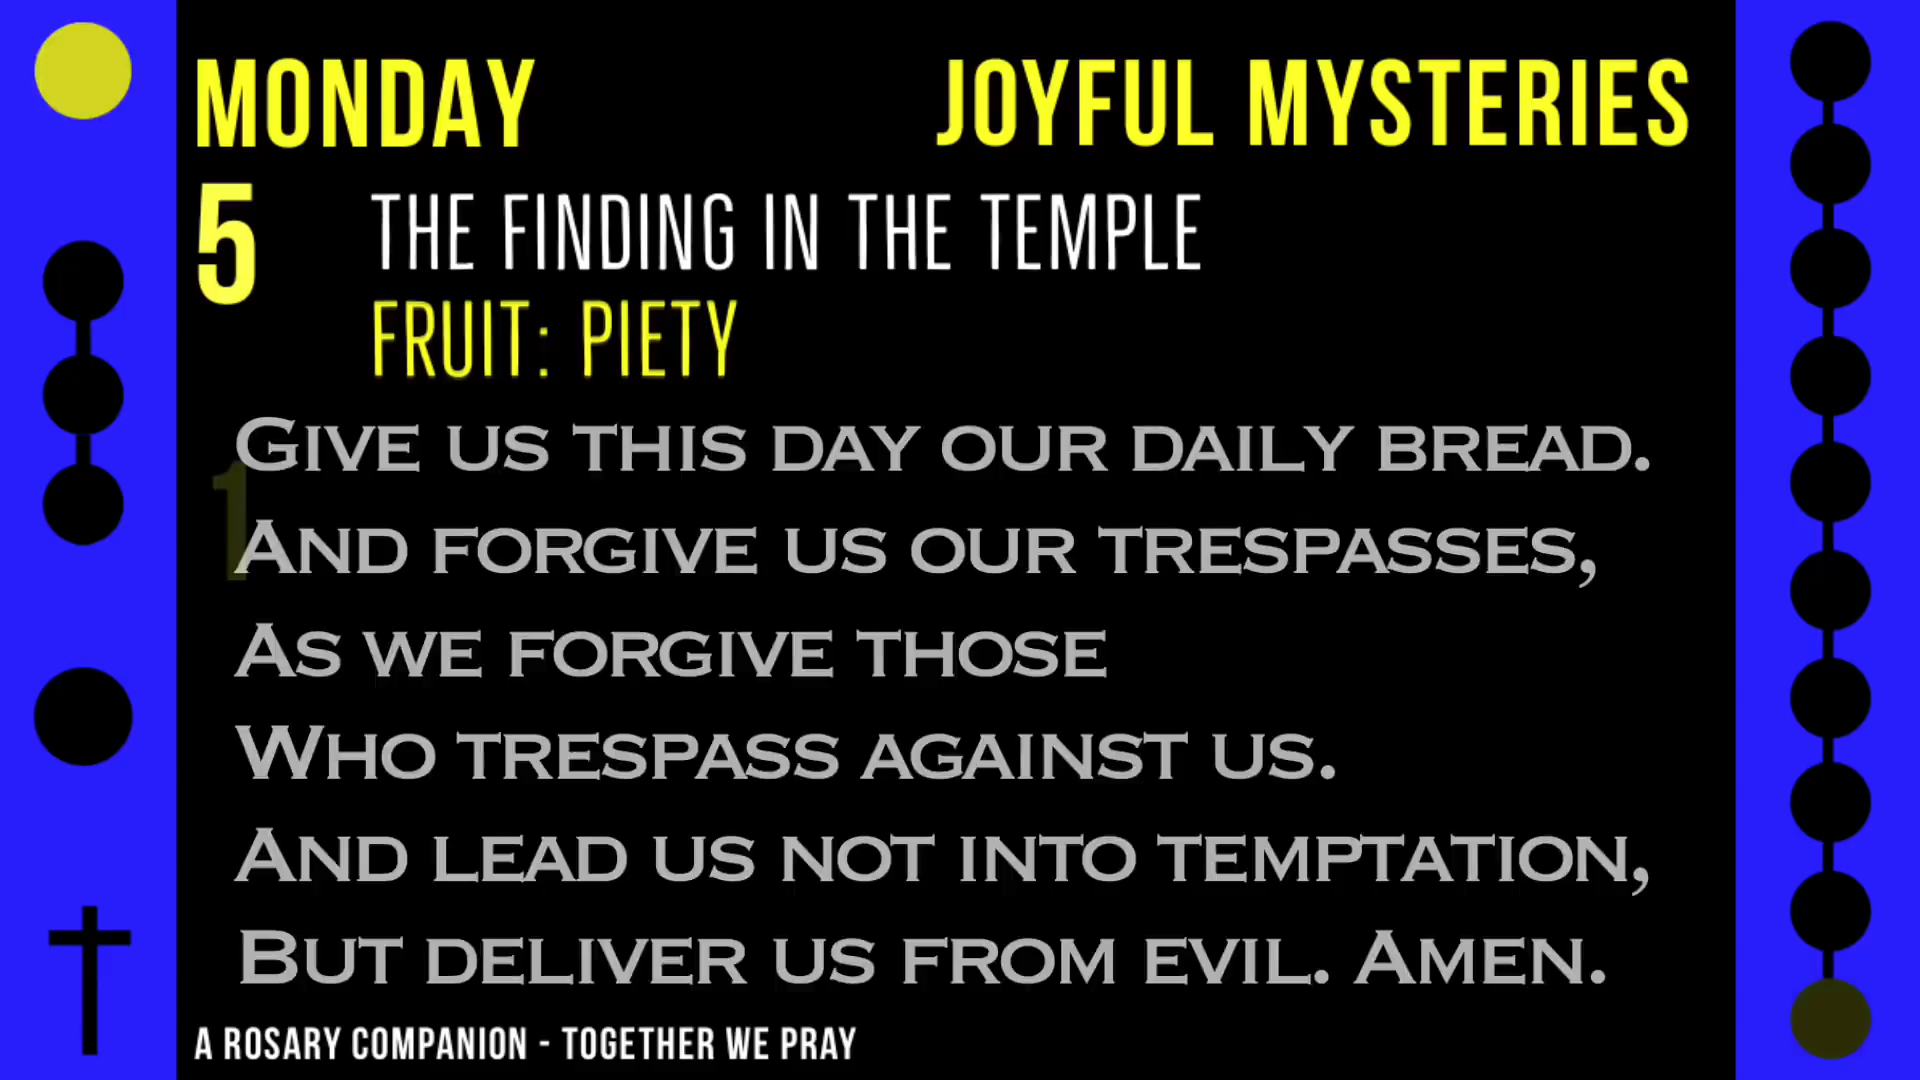 MONDAY JOYFUL MYSTERIES
5 THE FINDING IN THE TEMPLE
FRUIT: PIETY
GIVE US THIS DAY OUR DAILY BREAD.
1
AND FORGIVE US OUR TRESPASSES,
AS WE FORGIVE THOSE
WHO TRESPASS AGAINST US.
AND LEAD US NOT INTO TEMPTATION,
BUT DELIVER US FROM EVIL. AMEN.
A ROSARY COMPANION - TOGETHER WE PRAY